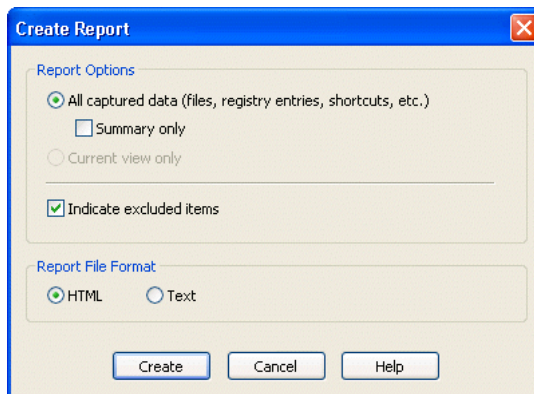 Create Report
Report Options
All captured data (files, registry entries, shortcuts, etc.)
Summary only
Current view only
Indicate excluded items
Report File Format
HTML Text
Create Cancel Help